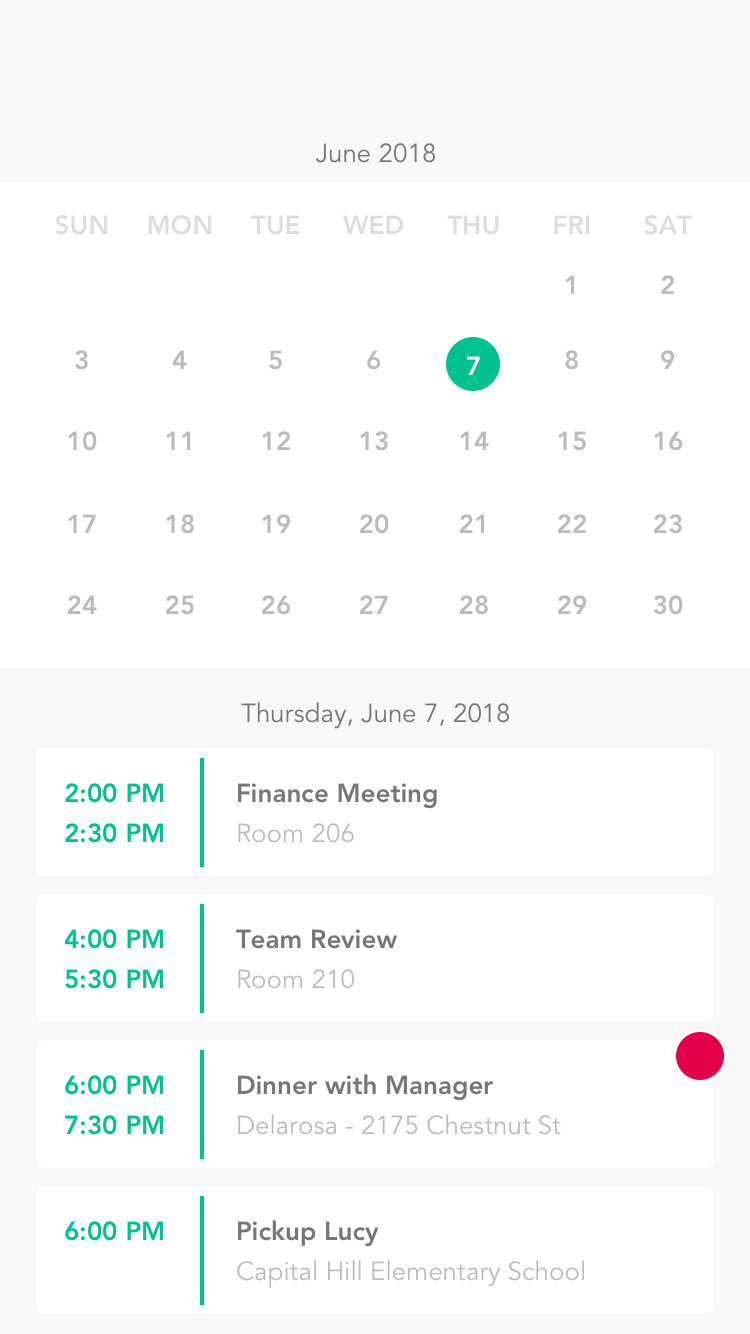 June 2018
SUN MON TUE WED THU FRI SAT
1 2
3 4 5 6 7 8 9
10 11 12 13 14 15 16
17 18 19 20 21 22 23
24 25 26 27 28 29 30
Thursday, June 7, 2018
2:00 PM Finance Meeting
2:30 PM Room 206
4:00 PM Team Review
5:30 PM Room 210
6:00 PM Dinner with Manager
7:30 PM Delarosa - 2175 Chestnut St
6:00 PM Pickup Lucy
Capital Hill Elementary School